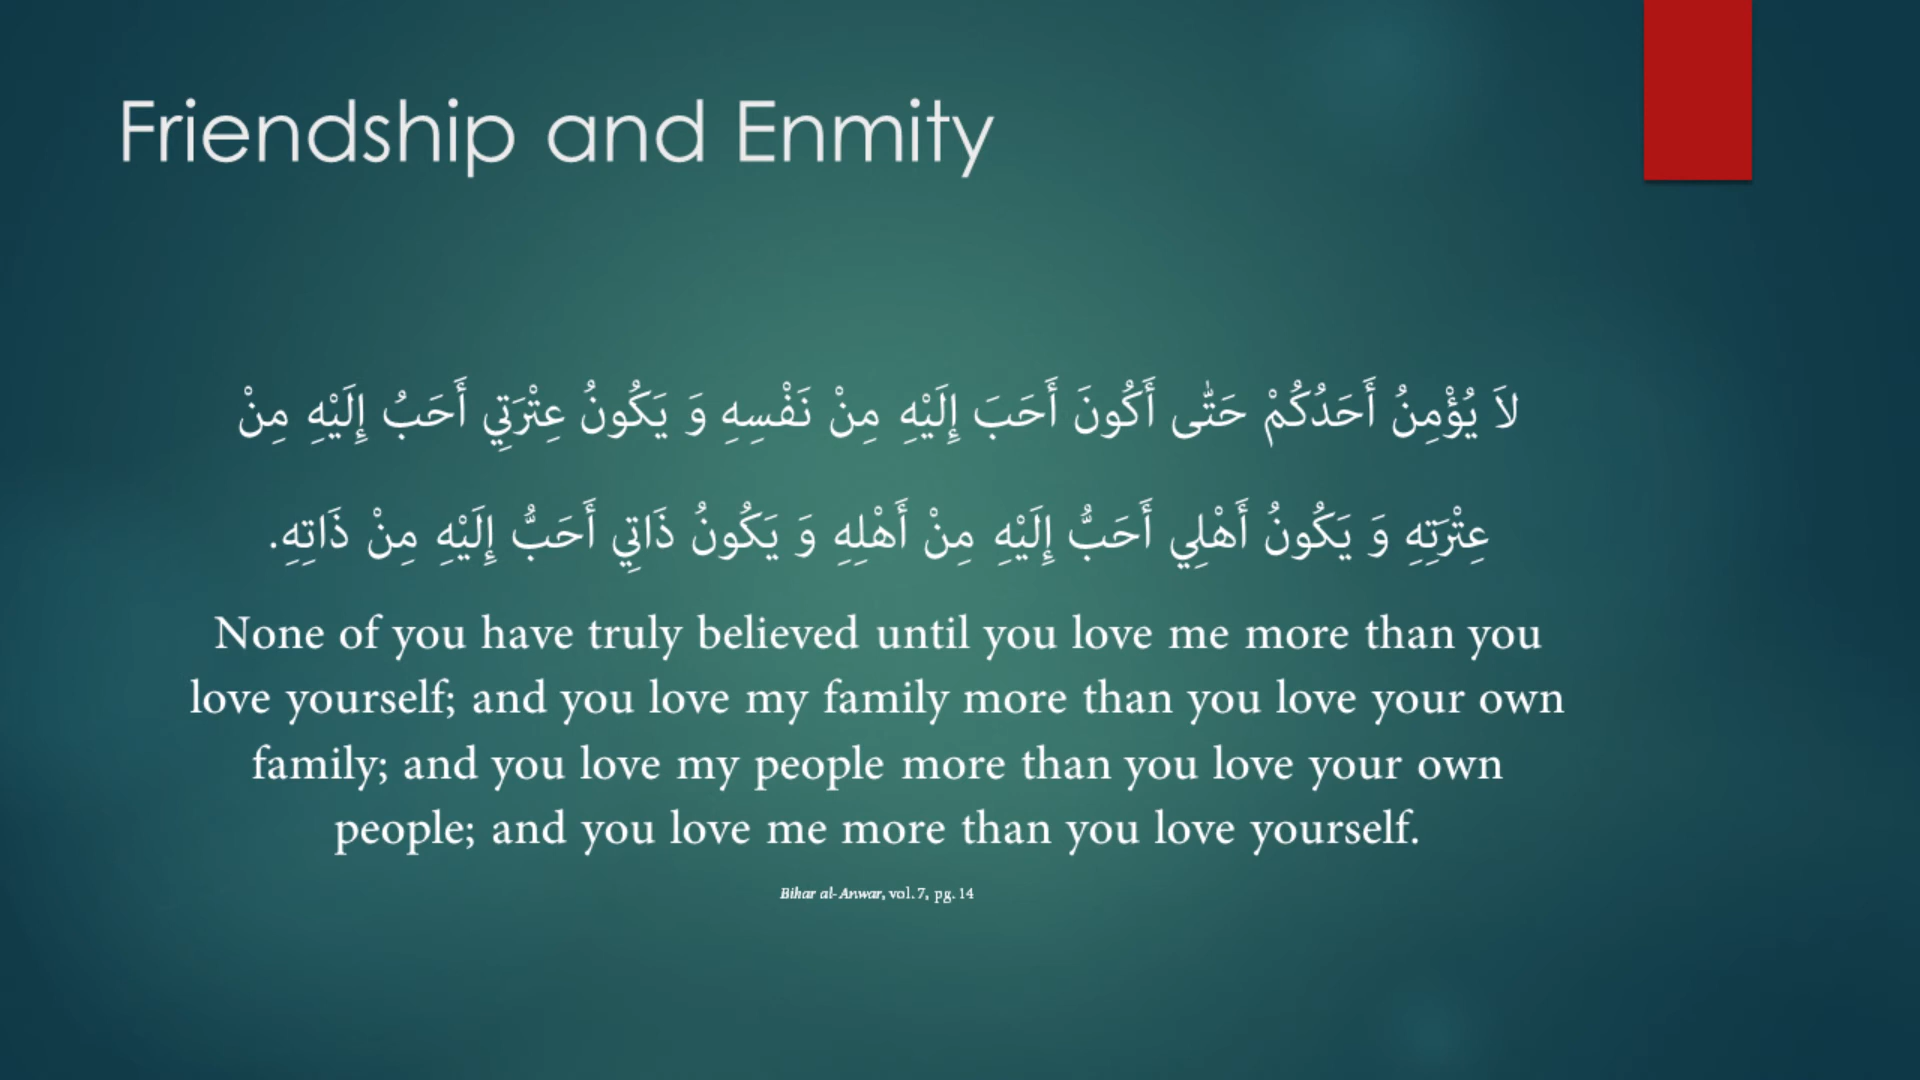 Friendship and Enmity
لاَ يُؤْمِنُ أَحَدُكُمْ حَتّٰى أَكُونَ أَحَبَ إِلَيْهِ مِنْ نَفْسِهِ وَ يَكُونُ عِتْرَتِي أَحَبُ إِلَيْهِ مِنْ
عِتْرَتِهِ وَ يَكُونُ أَهْلِي أَحَبُّ إِلَيْهِ مِنْ أَهْلِهِ وَ يَكُونُ ذَاتِي أَحَبُّ إِلَيْهِ مِنْ ذَاتِهِ.
None of you have truly believed until you love me more than you
love yourself; and you love my family more than you love your own
family; and you love my people more than you love your own
people; and you love me more than you love yourself.
Bihar al-Anwar, vol. 7, pg. 14